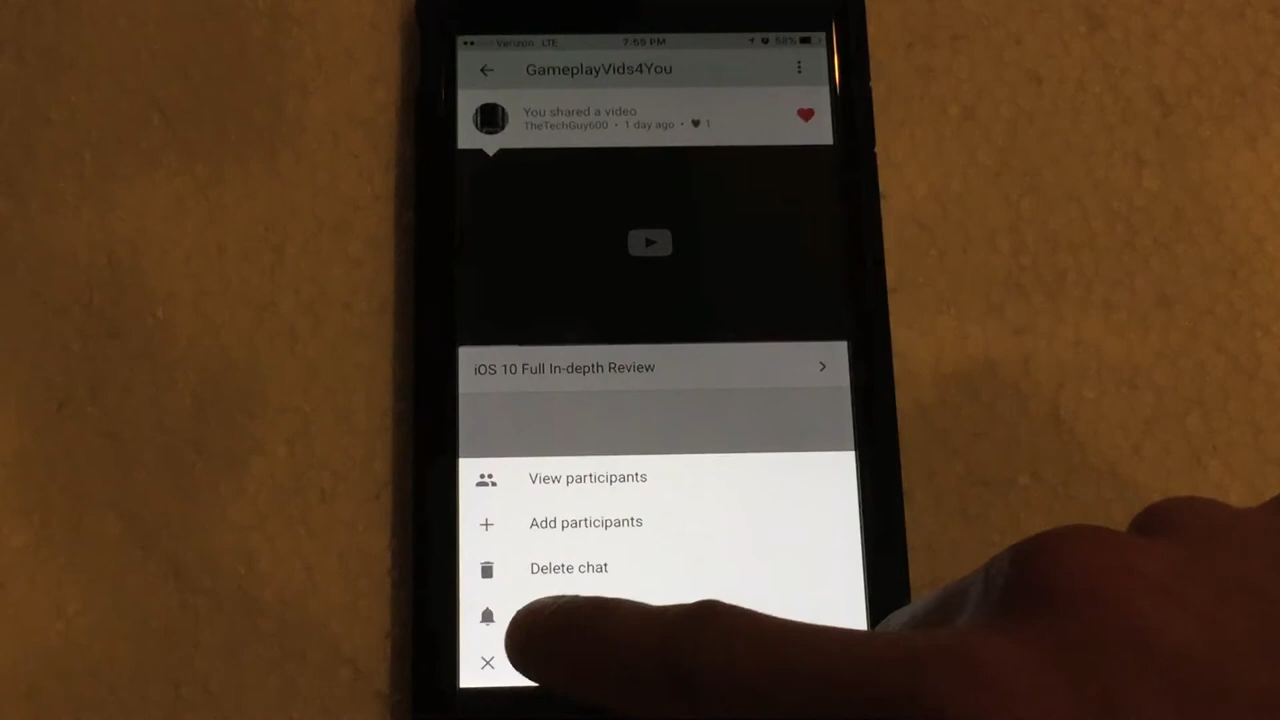 Verizon LTE 7:55 PM 58%
GameplayVids4You
You shared a video
TheTechGuy600 • 1 day ago • 1
iOS 10 Full In-depth Review
View participants
Add participants
Delete chat